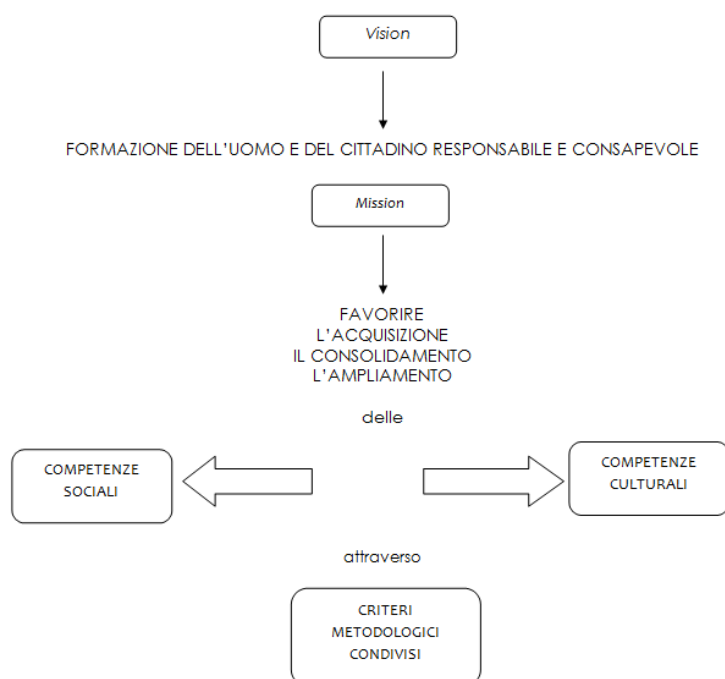 Vision
FORMAZIONE DELL'UOMO E DEL CITTADINO RESPONSABILE E CONSAPEVOLE
Mission
FAVORIRE
L'ACQUISIZIONE
IL CONSOLIDAMENTO
L'AMPLIAMENTO
delle
COMPETENZE
SOCIALI
COMPETENZE
CULTURALI
attraverso
CRITERI
METODOLOGICI
CONDIVISI